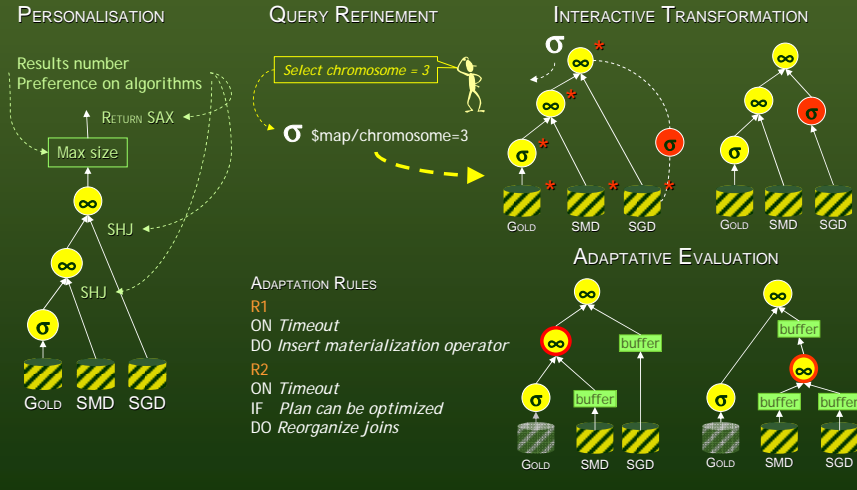 PERSONALISATION
Results number
Preference on algorithms
RETURN SAX
Max size
∞
SHJ
∞
SHJ
σ
GOLD SMD SGD
QUERY REFINEMENT
Select chromosome = 3
σ $map/chromosome=3
ADAPTATION RULES
R1
ON Timeout
DO Insert materialization operator
R2
ON Timeout
IF Plan can be optimized
DO Reorganize joins
INTERACTIVE TRANSFORMATION
σ *
∞
∞ *
σ * σ
* * *
GOLD SMD SGD
∞
∞ σ
σ
GOLD SMD SGD
ADAPTATIVE EVALUATION
∞
∞ buffer
σ buffer
GOLD SMD SGD
∞
buffer
∞
σ buffer buffer
GOLD SMD SGD